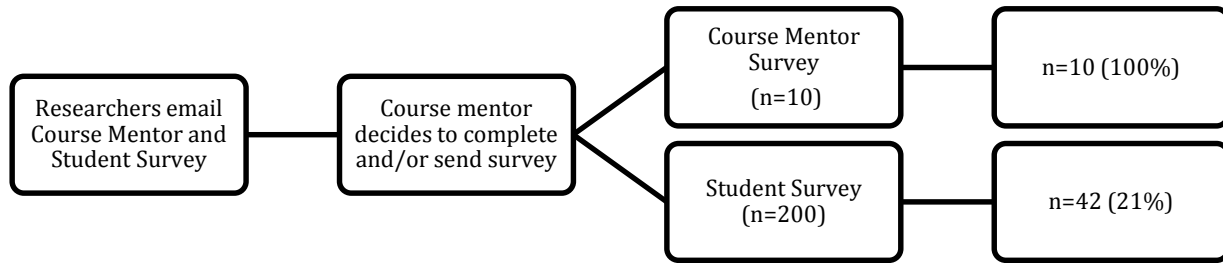 Researchers email
Course Mentor and
Student Survey
Course mentor
decides to complete
and/or send survey
Course Mentor
Survey
(n=10)
n=10 (100%)
Student Survey
(n=200)
n=42 (21%)